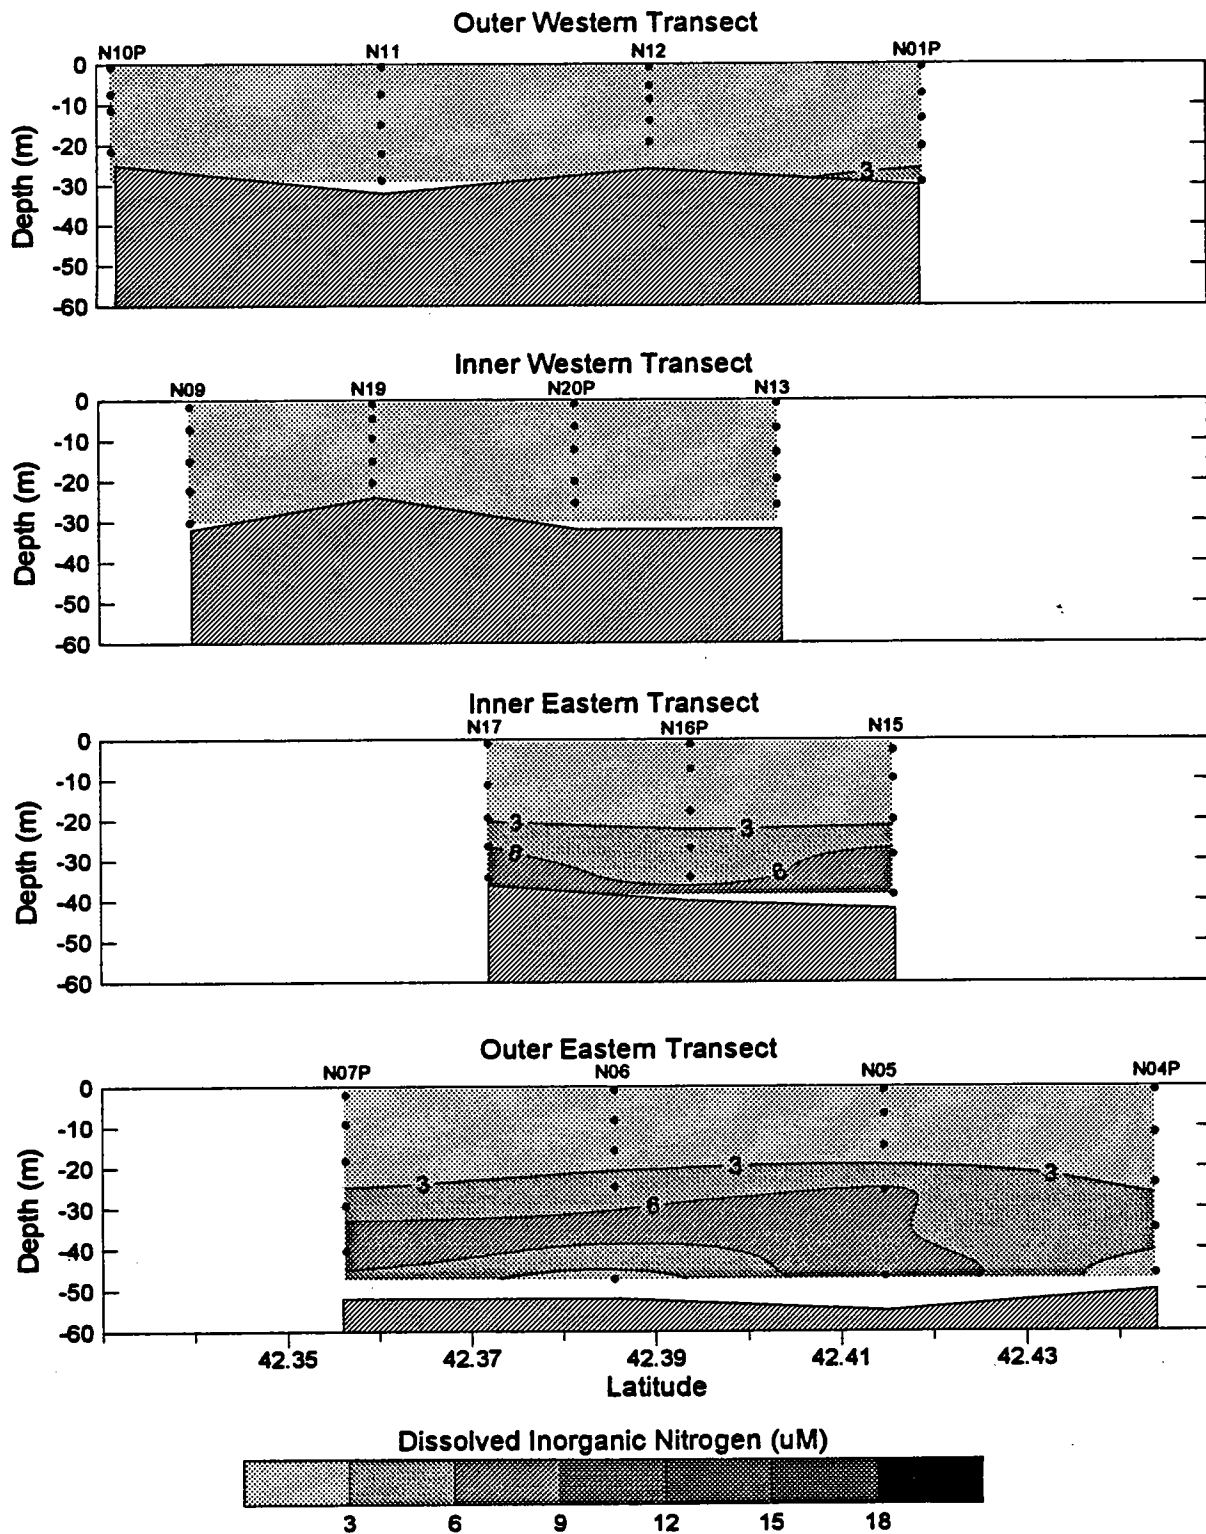 Outer Western Transect
N10P N11 N12 N01P
0
-10
-20
-30
-40
-50
-60
Depth (m)
3
Inner Western Transect
N09 N19 N20P N13
0
-10
-20
-30
-40
-50
-60
Depth (m)
Inner Eastern Transect
N17 N16P N15
0
-10
-20
-30
-40
-50
-60
Depth (m)
3 3
6 6
Outer Eastern Transect
N07P N06 N05 N04P
0
-10
-20
-30
-40
-50
-60
Depth (m)
3 3 3
6
42.35 42.37 42.39 42.41 42.43
Latitude
Dissolved Inorganic Nitrogen (uM)
3 6 9 12 15 18